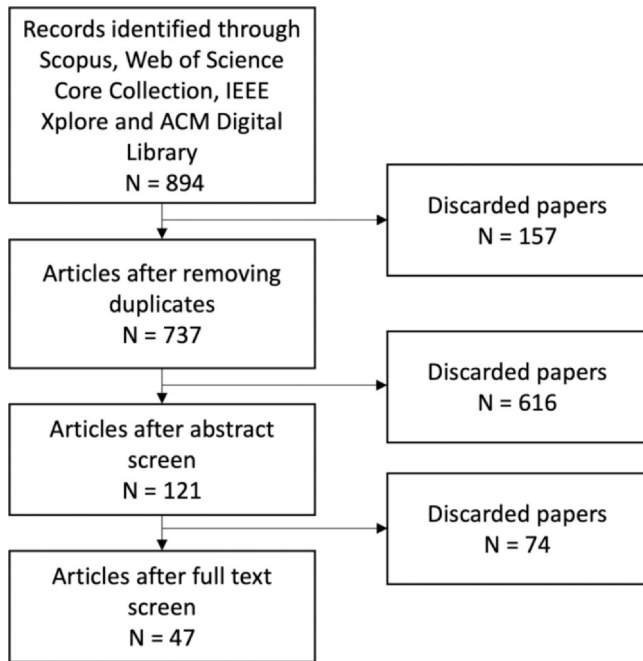 Records identified through
Scopus, Web of Science
Core Collection, IEEE
Xplore and ACM Digital
Library
N = 894
Discarded papers
N = 157
Articles after removing
duplicates
N = 737
Discarded papers
N = 616
Articles after abstract
screen
N = 121
Discarded papers
N = 74
Articles after full text
screen
N = 47